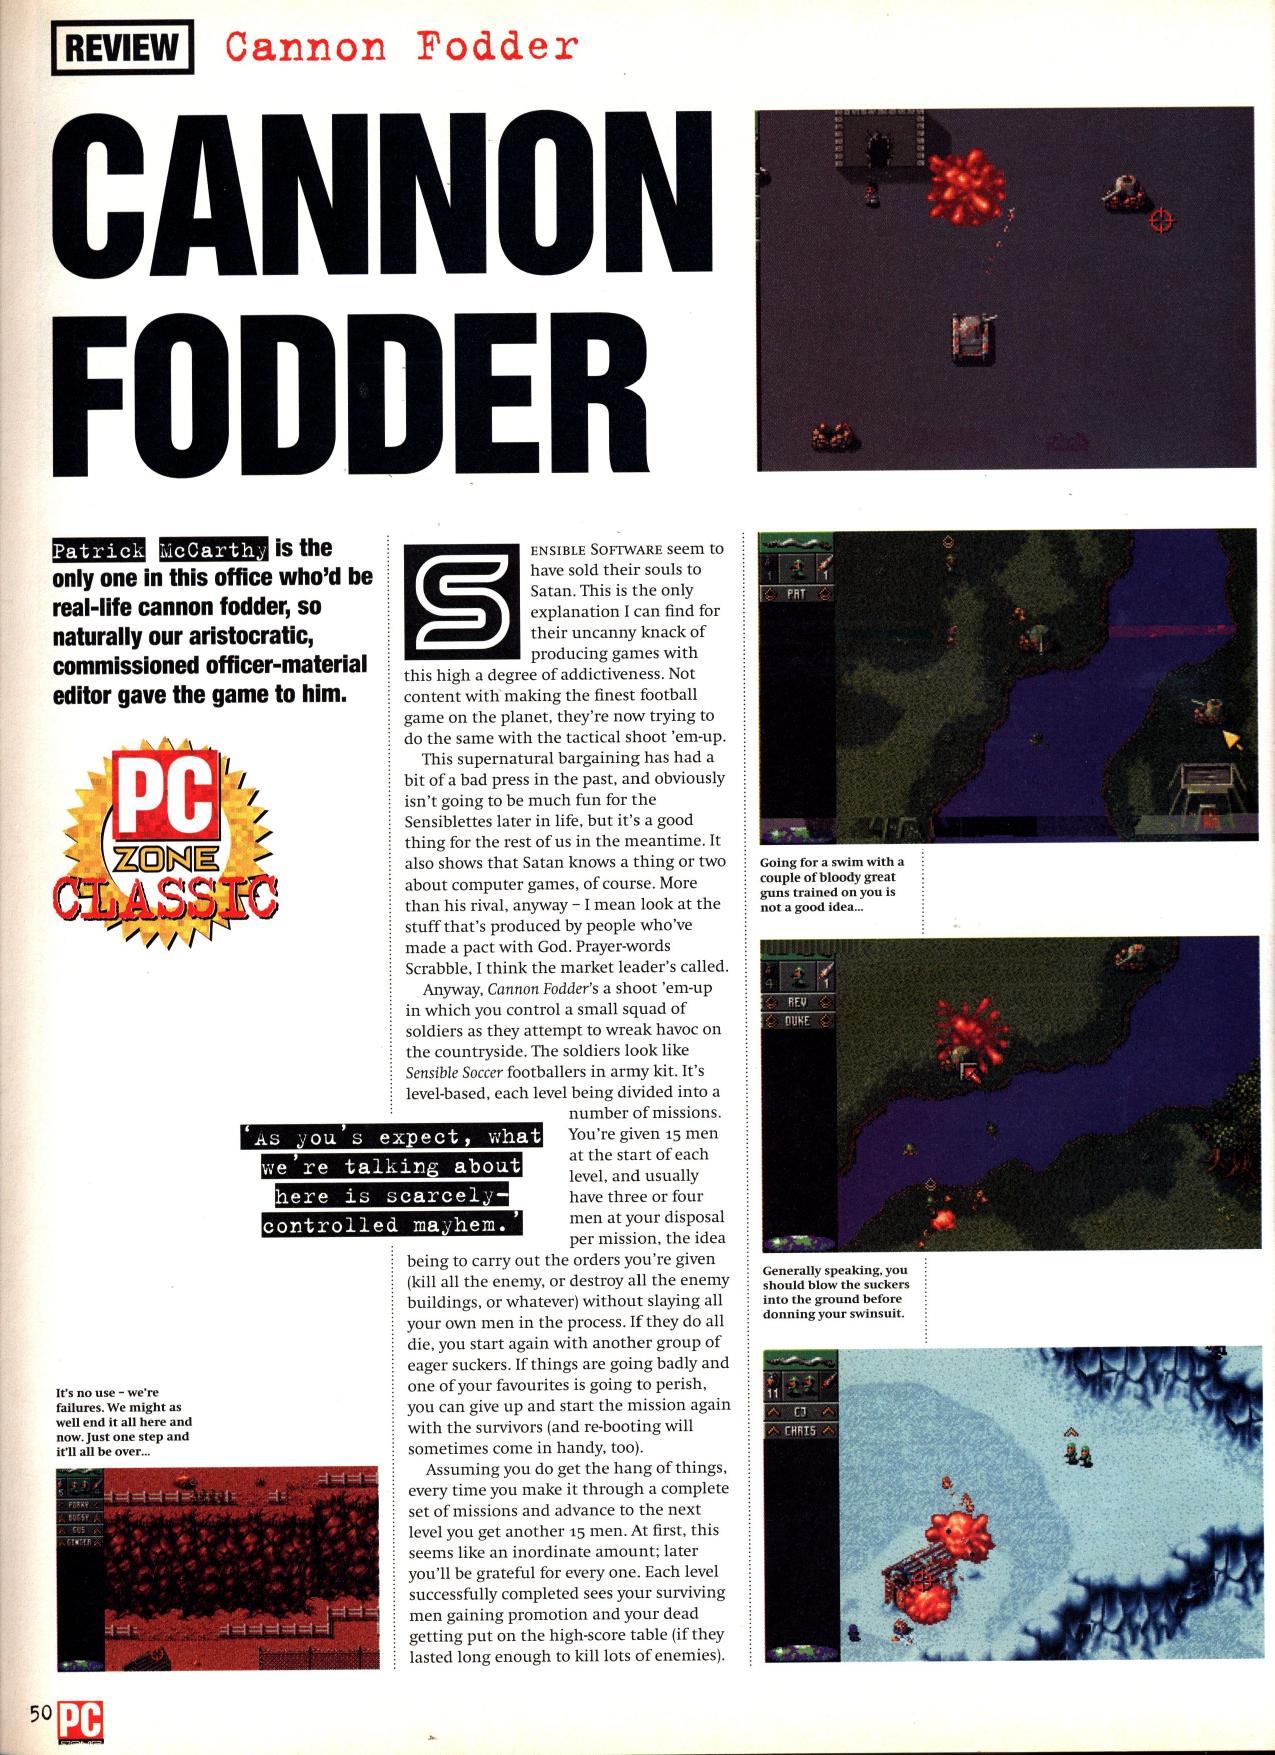 REVIEW Cannon Fodder
CANNON
FODDER
Patrick McCarthy is the
only one in this office who'd be
real-life cannon fodder, so
naturally our aristocratic,
commissioned officer-material
editor gave the game to him.
PC
ZONE
CLASSIC
SENSIBLE SOFTWARE seem to
have sold their souls to
Satan. This is the only
explanation I can find for
their uncanny knack of
producing games with
this high a degree of addictiveness. Not
content with making the finest football
game on the planet, they're now trying to
do the same with the tactical shoot 'em-up.
This supernatural bargaining has had a
bit of a bad press in the past, and obviously
isn't going to be much fun for the
Sensiblettes later in life, but it's a good
thing for the rest of us in the meantime. It
also shows that Satan knows a thing or two
about computer games, of course. More
than his rival, anyway – I mean look at the
stuff that's produced by people who've
made a pact with God. Prayer-words
Scrabble, I think the market leader's called.
Anyway, Cannon Fodder's a shoot 'em-up
in which you control a small squad of
soldiers as they attempt to wreak havoc on
the countryside. The soldiers look like
Sensible Soccer footballers in army kit. It's
level-based, each level being divided into a
number of missions.
You're given 15 men
at the start of each
level, and usually
have three or four
men at your disposal
per mission, the idea
being to carry out the orders you're given
(kill all the enemy, or destroy all the enemy
buildings, or whatever) without slaying all
your own men in the process. If they do all
die, you start again with another group of
eager suckers. If things are going badly and
one of your favourites is going to perish,
you can give up and start the mission again
with the survivors (and re-booting will
sometimes come in handy, too).
Assuming you do get the hang of things,
every time you make it through a complete
set of missions and advance to the next
level you get another 15 men. At first, this
seems like an inordinate amount; later
you'll be grateful for every one. Each level
successfully completed sees your surviving
men gaining promotion and your dead
getting put on the high-score table (if they
lasted long enough to kill lots of enemies).
'As you's expect, what
we're talking about
here is scarcely-
controlled mayhem.'
It's no use – we're
failures. We might as
well end it all here and
now. Just one step and
it'll all be over...
5
PORKY
BUGSY
GUS
GINGER
1 1
PAT
Going for a swim with a
couple of bloody great
guns trained on you is
not a good idea...
4 1
REV
DUKE
Generally speaking, you
should blow the suckers
into the ground before
donning your swinsuit.
11
CJ
CHRIS
50 PC